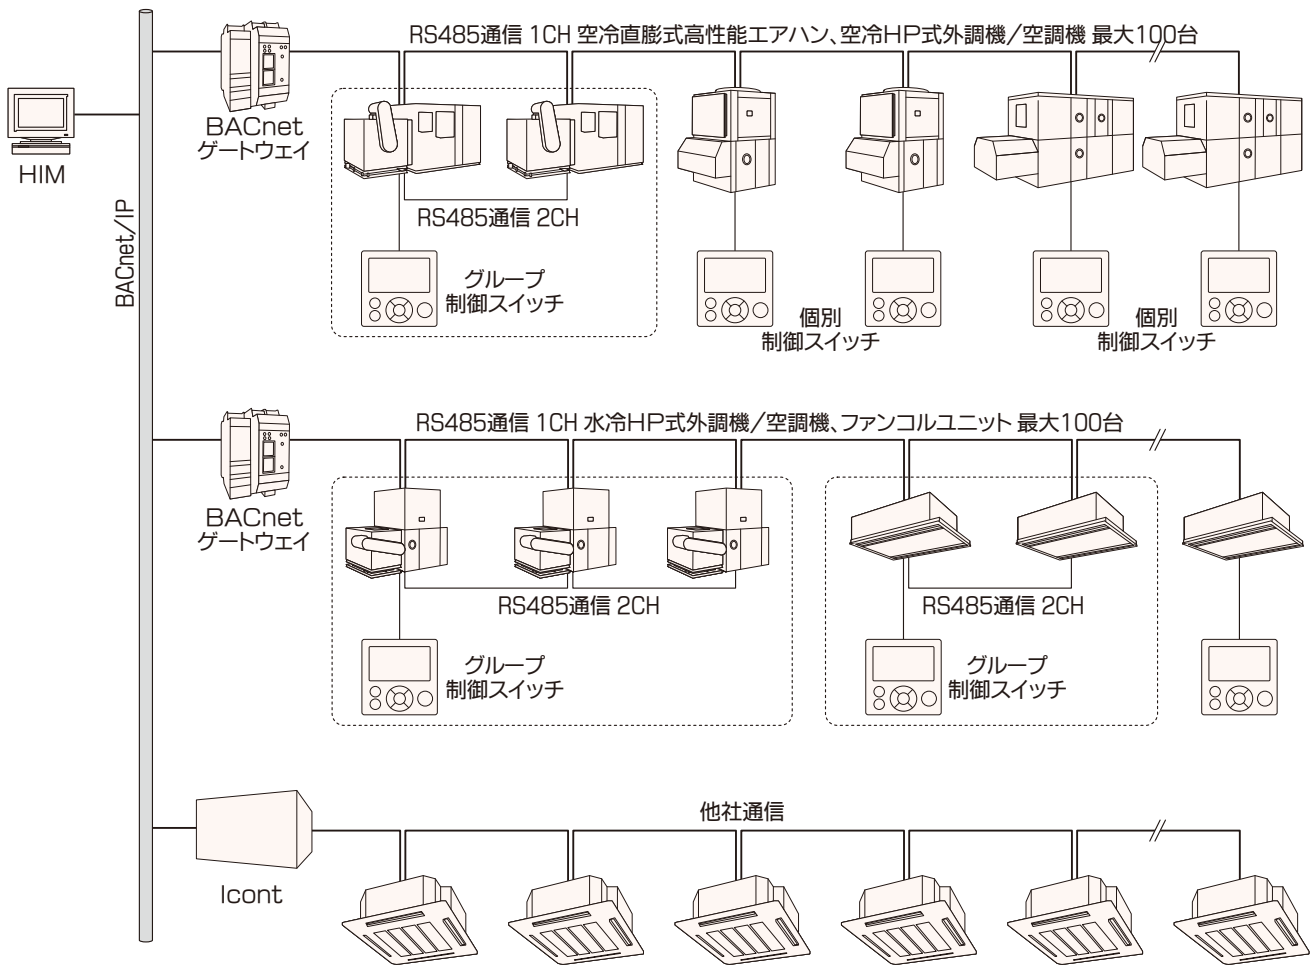 RS485通信 1CH 空冷直膨式高性能エアハン、空冷HP式外調機/空調機 最大100台
BACnet
ゲートウェイ
HIM
BACnet/IP
RS485通信 2CH
グループ
制御スイッチ
個別
制御スイッチ
個別
制御スイッチ
RS485通信 1CH 水冷HP式外調機/空調機、ファンコルユニット 最大100台
BACnet
ゲートウェイ
RS485通信 2CH
RS485通信 2CH
グループ
制御スイッチ
グループ
制御スイッチ
他社通信
Icont